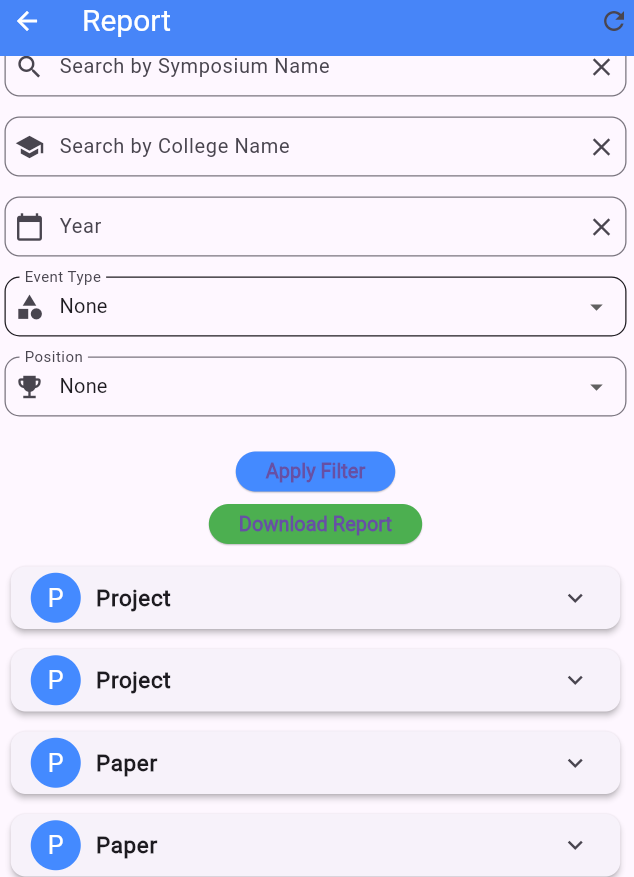 Report
Search by Symposium Name
Search by College Name
Year
Event Type
None
Position
None
Apply Filter
Download Report
P Project
P Project
P Paper
P Paper